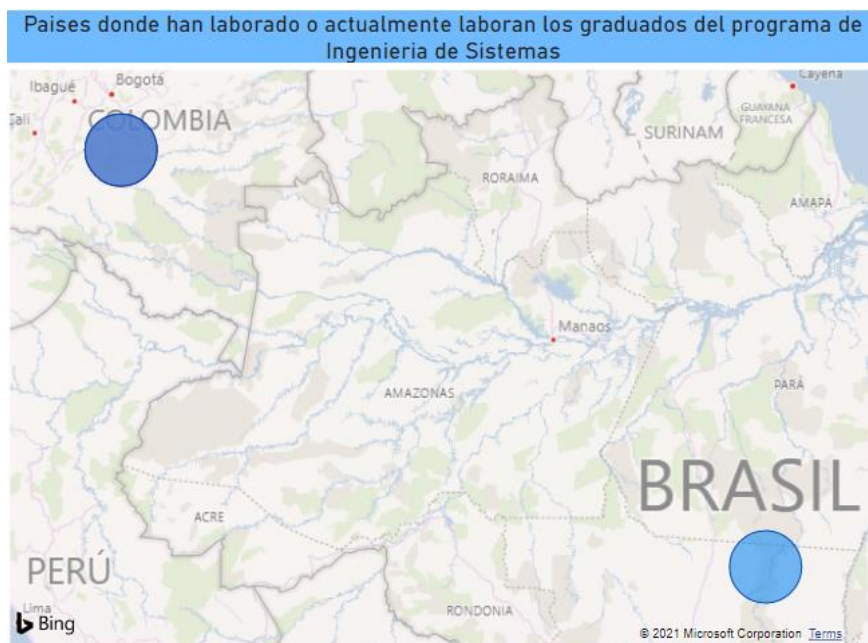 Paises donde han laborado o actualmente laboran los graduados del programa de
Ingenieria de Sistemas
Cayena
Ibagué
Bogotá
Cali
COLOMBIA
GUAYANA
FRANCESA
SURINAM
RORAIMA
AMAPÁ
Manaos
AMAZONAS
PARÁ
BRASIL
ACRE
PERÚ
Lima
RONDONIA
Bing
© 2021 Microsoft Corporation Terms